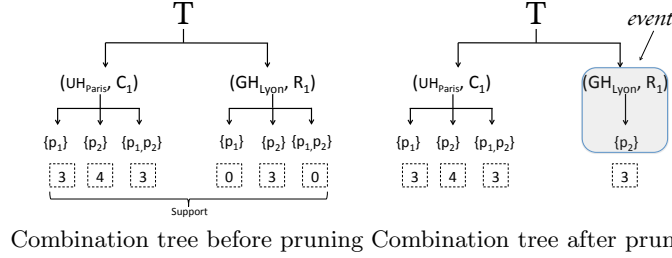 T T event
(UH_Paris, C_1) (GH_Lyon, R_1) (UH_Paris, C_1) (GH_Lyon, R_1)
{p_1} {p_2} {p_1,p_2} {p_1} {p_2} {p_1,p_2} {p_1} {p_2} {p_1,p_2} {p_2}
3 4 3 0 3 0 3 4 3 3
Support
Combination tree before pruning Combination tree after prun